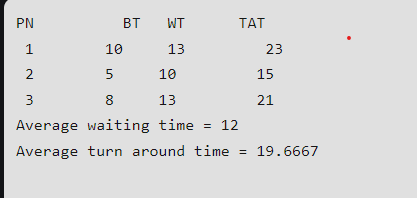 PN BT WT TAT
1 10 13 23
2 5 10 15
3 8 13 21
Average waiting time = 12
Average turn around time = 19.6667